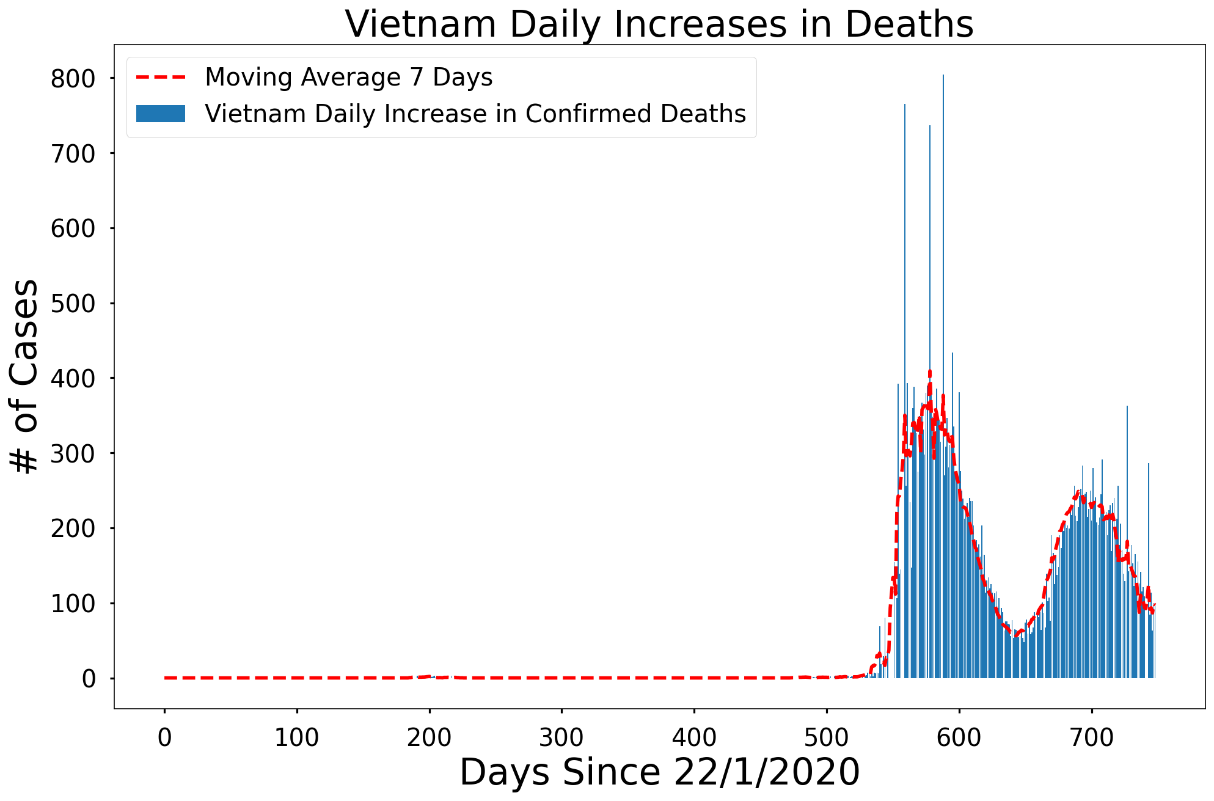 Vietnam Daily Increases in Deaths
Moving Average 7 Days
Vietnam Daily Increase in Confirmed Deaths
# of Cases
800
700
600
500
400
300
200
100
0
0 100 200 300 400 500 600 700
Days Since 22/1/2020